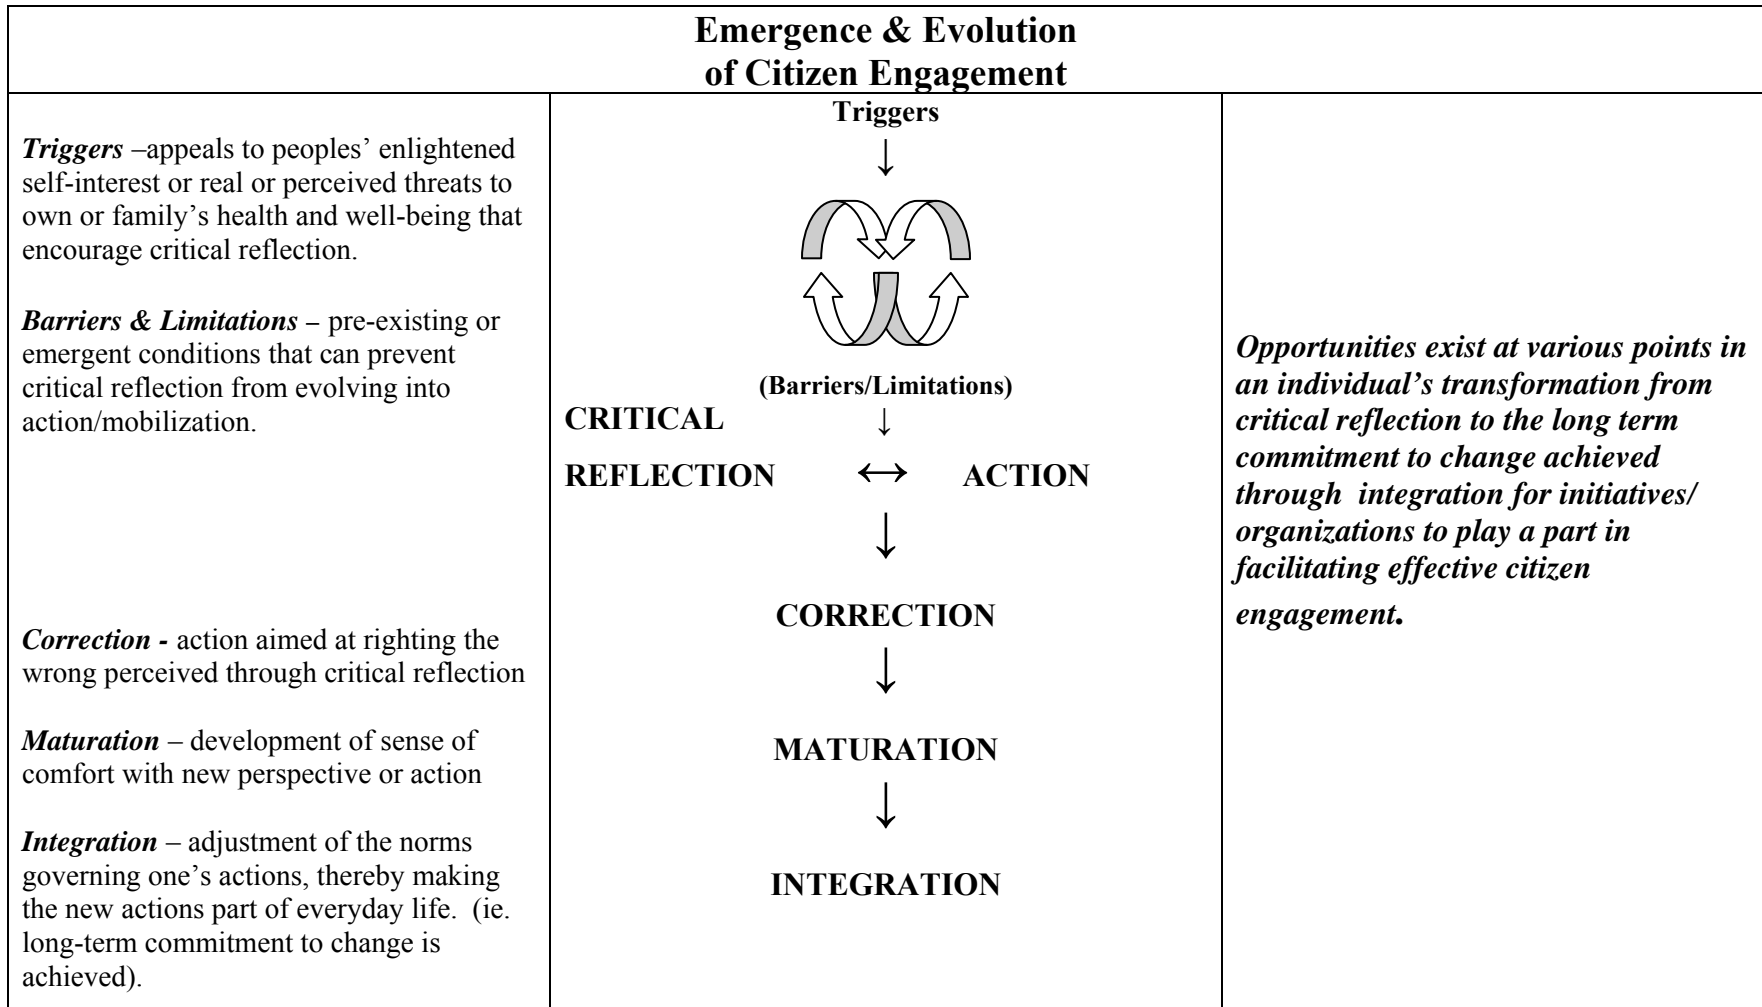 Emergence & Evolution
of Citizen Engagement
Triggers –appeals to peoples’ enlightened
self-interest or real or perceived threats to
own or family’s health and well-being that
encourage critical reflection.
Barriers & Limitations – pre-existing or
emergent conditions that can prevent
critical reflection from evolving into
action/mobilization.
Correction - action aimed at righting the
wrong perceived through critical reflection
Maturation – development of sense of
comfort with new perspective or action
Integration – adjustment of the norms
governing one’s actions, thereby making
the new actions part of everyday life. (ie.
long-term commitment to change is
achieved).
Triggers
↓
(Barriers/Limitations)
CRITICAL ↓
REFLECTION ↔ ACTION
↓
CORRECTION
↓
MATURATION
↓
INTEGRATION
Opportunities exist at various points in
an individual’s transformation from
critical reflection to the long term
commitment to change achieved
through integration for initiatives/
organizations to play a part in
facilitating effective citizen
engagement.